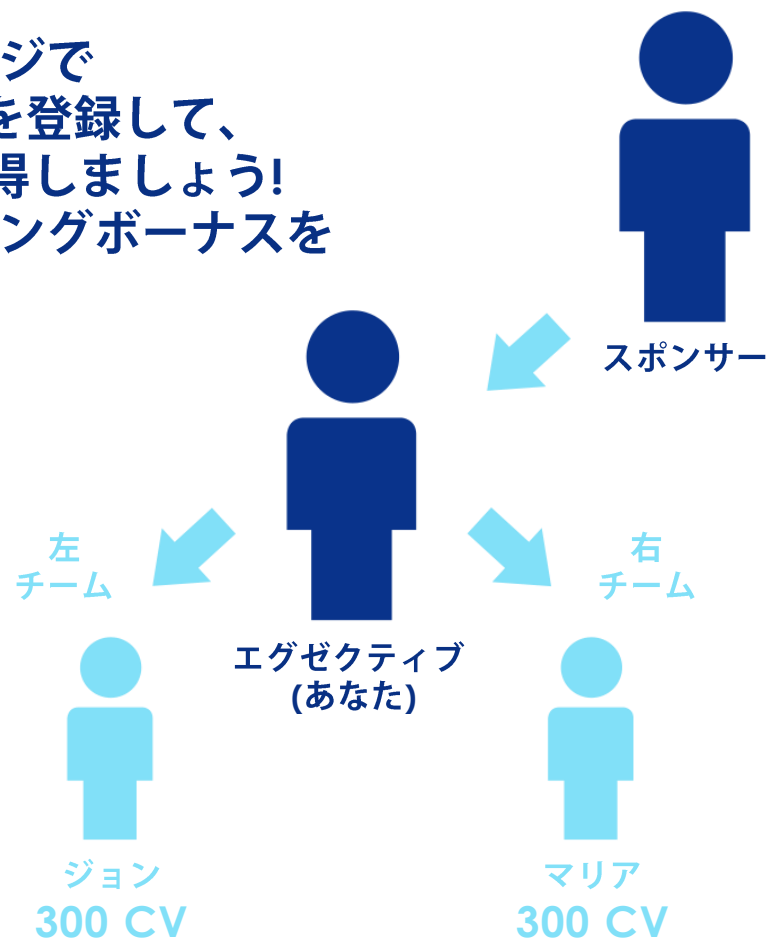 ジで
を登録して、
得しましょう!
ングボーナスを
スポンサー
左
チーム
右
チーム
エグゼクティブ
(あなた)
ジョン
300 CV
マリア
300 CV